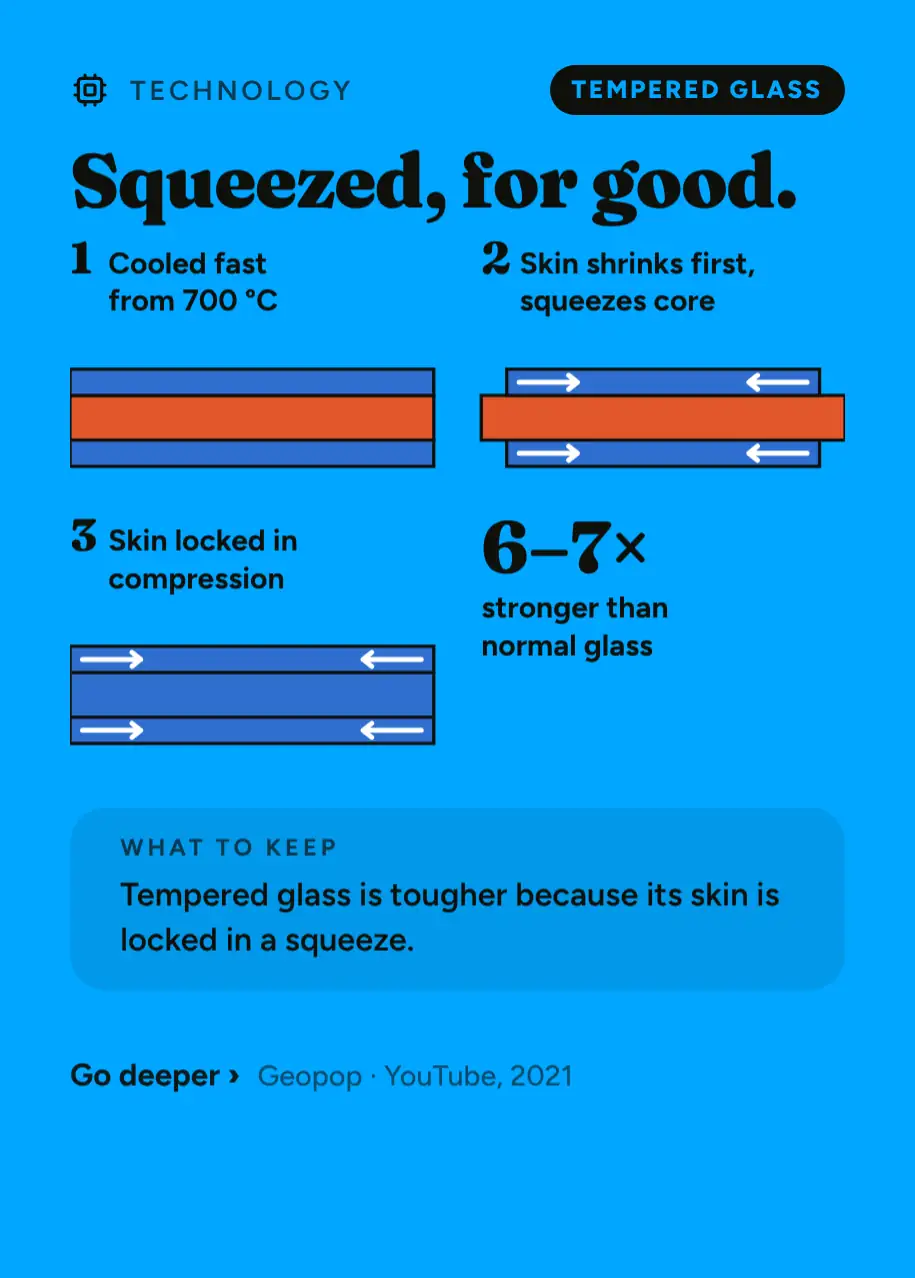 TECHNOLOGY
TEMPERED GLASS
Squeezed, for good.
1 Cooled fast
from 700 °C
2 Skin shrinks first,
squeezes core
3 Skin locked in
compression
6–7×
stronger than
normal glass
WHAT TO KEEP
Tempered glass is tougher because its skin is
locked in a squeeze.
Go deeper › Geopop · YouTube, 2021